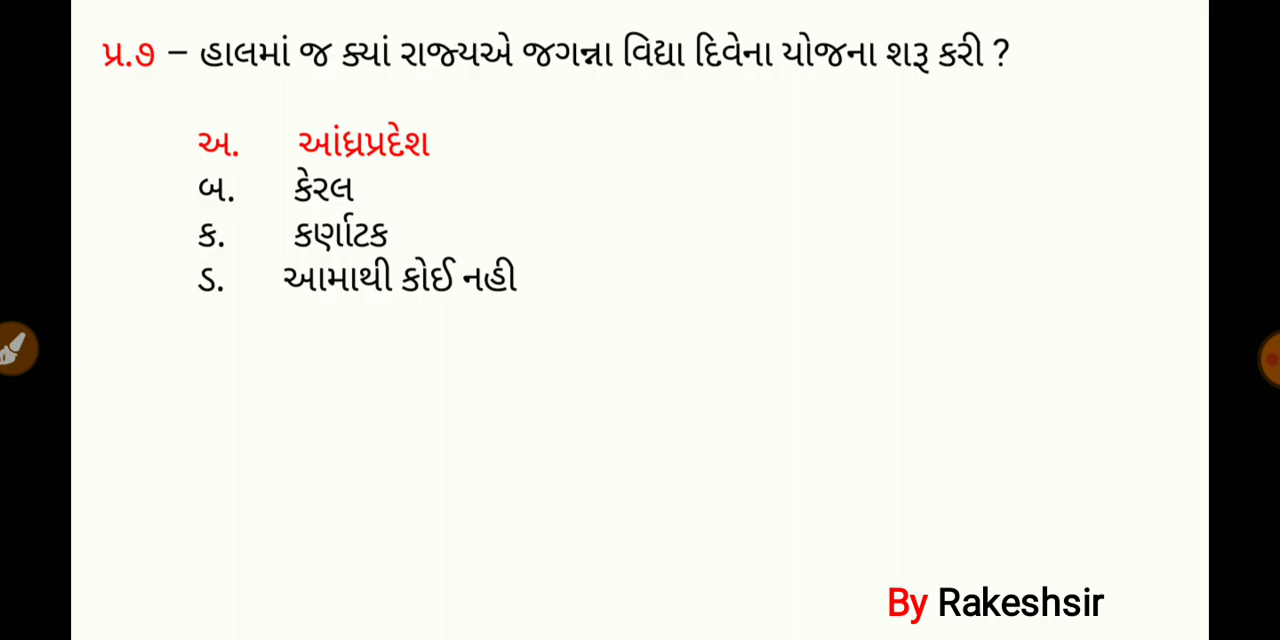 પ્ર.૭ – હાલમાં જ ક્યાં રાજ્યએ જગન્ના વિદ્યા દિવેના યોજના શરૂ કરી ?
અ. આંધ્રપ્રદેશ
બ. કેરલ
ક. કર્ણાટક
ડ. આમાથી કોઈ નહી
By Rakeshsir